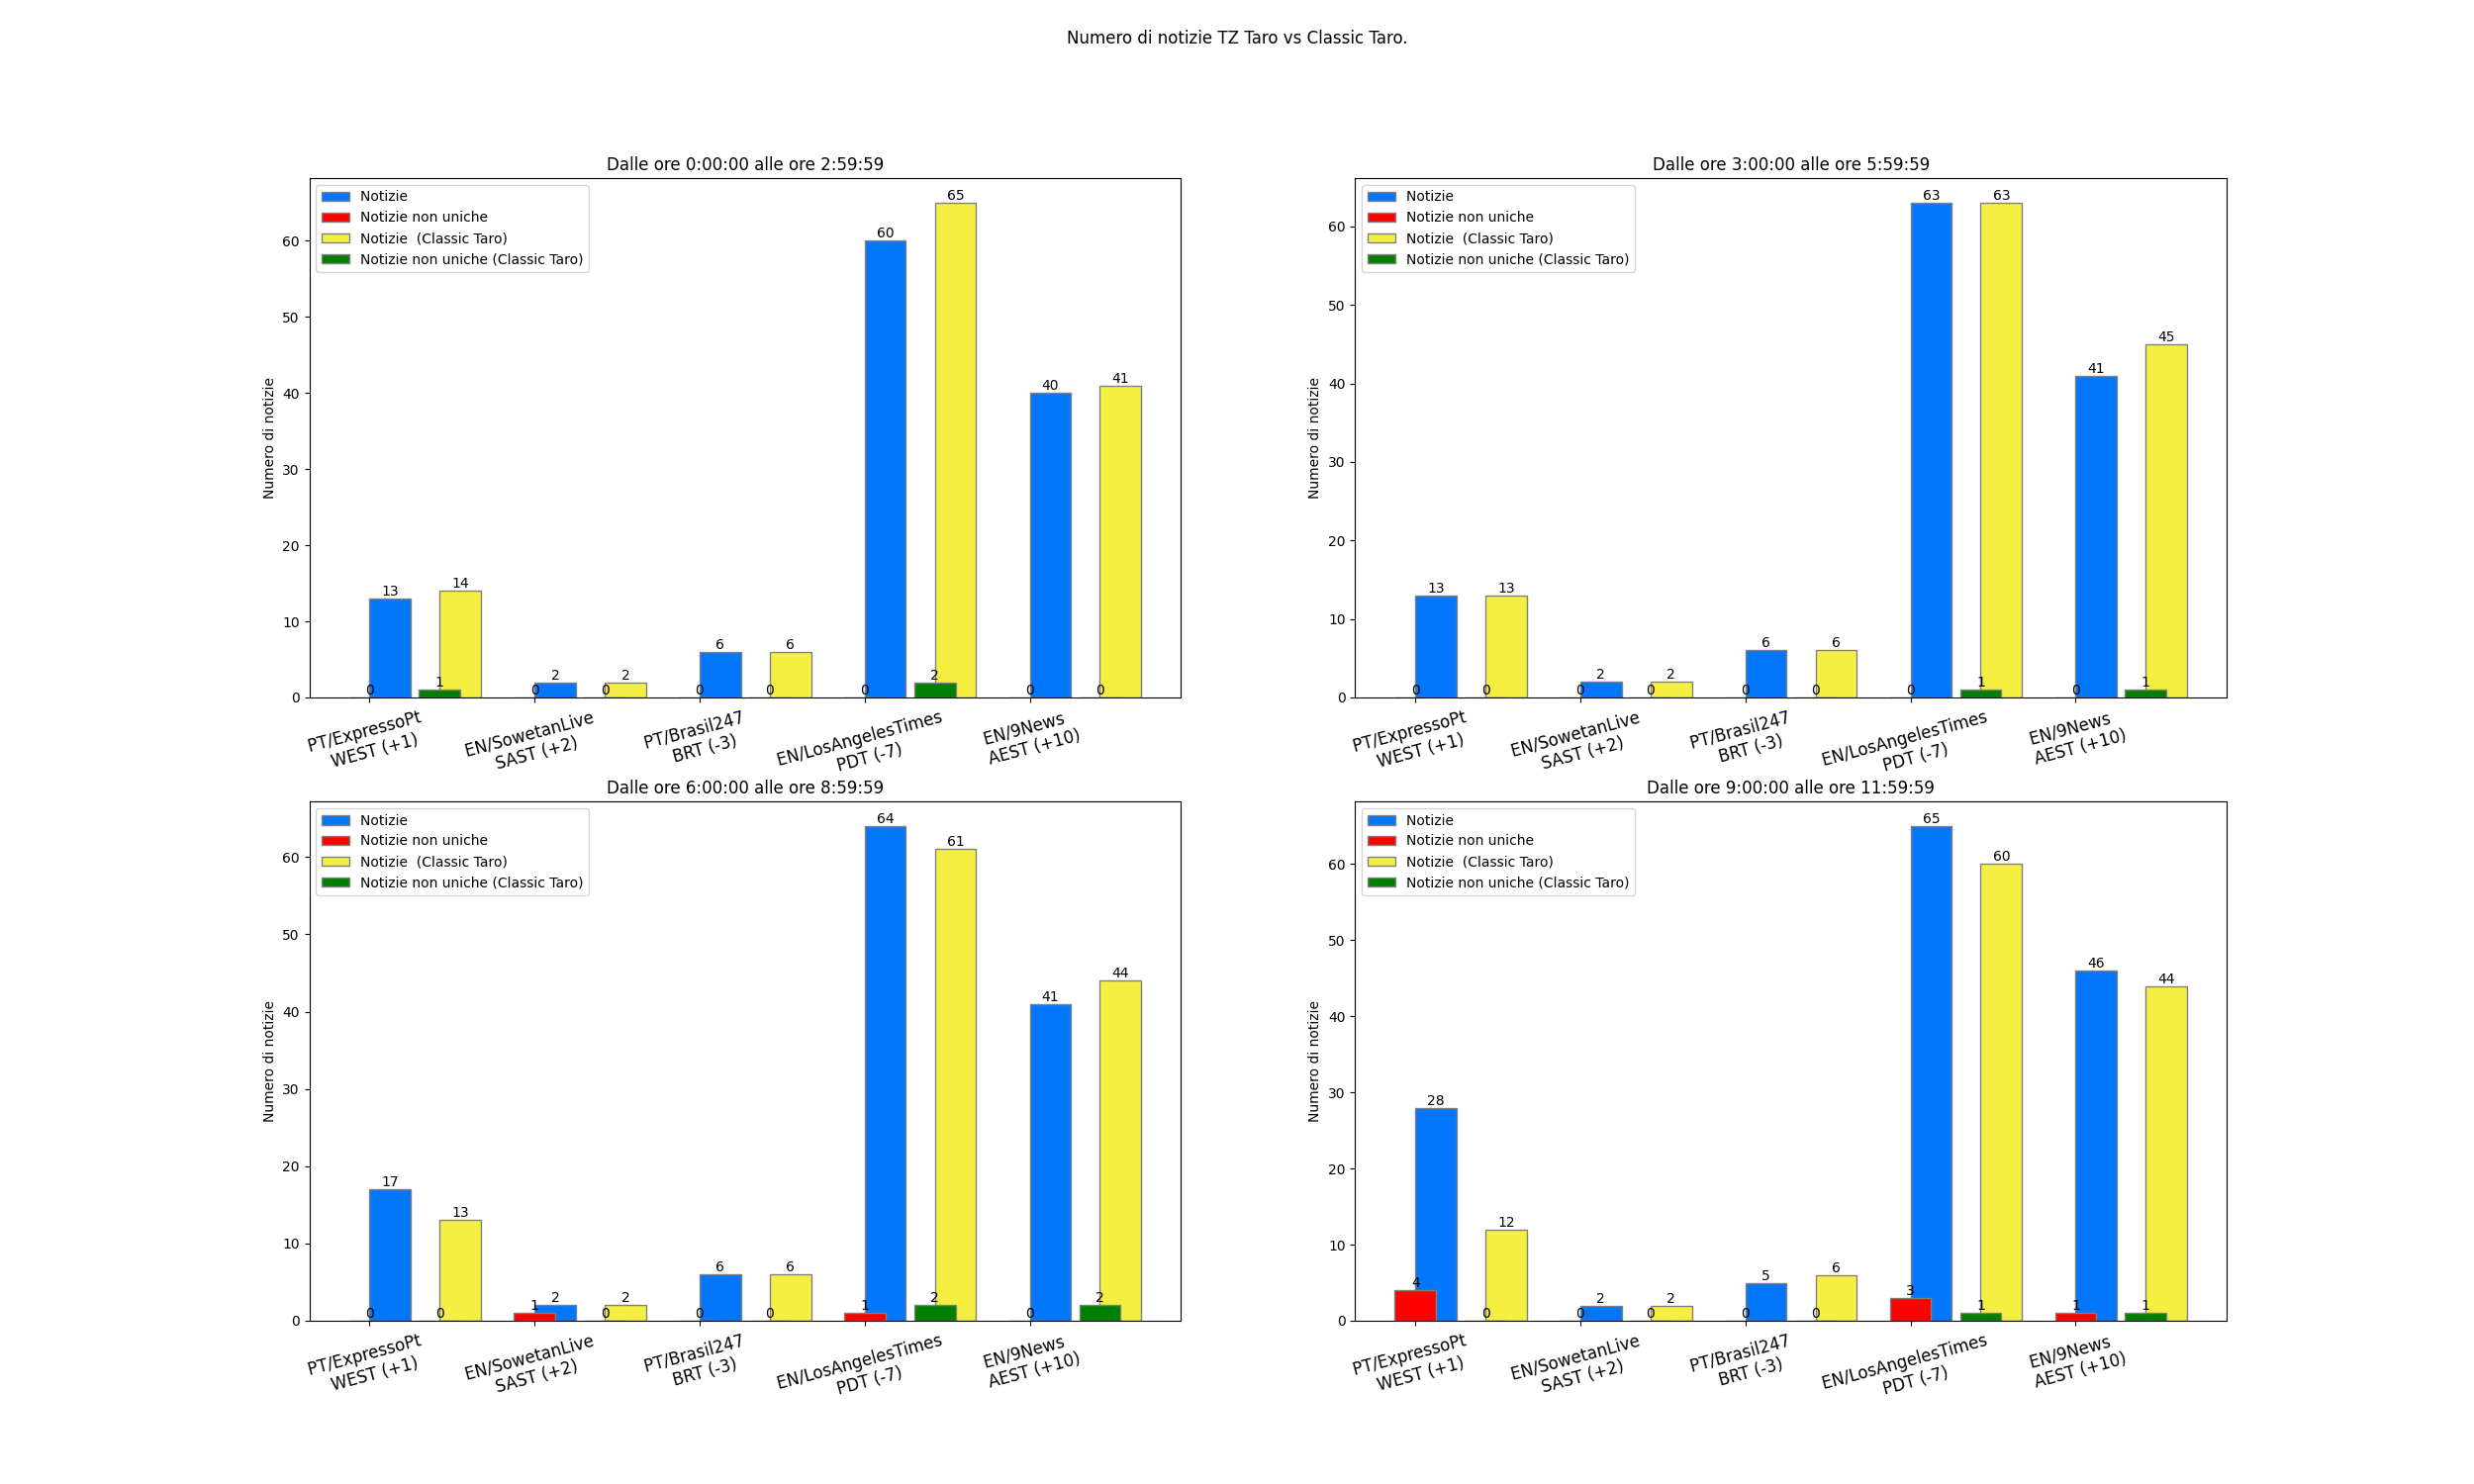 Numero di notizie TZ Taro vs Classic Taro.
Dalle ore 0:00:00 alle ore 2:59:59
Notizie
Notizie non uniche
Notizie  (Classic Taro)
Notizie non uniche (Classic Taro)
Numero di notizie
60
50
40
30
20
10
0
13
14
2
2
6
6
60
65
40
41
0
1
0
0
0
0
0
2
0
0
PT/ExpressoPt
WEST (+1)
EN/SowetanLive
SAST (+2)
PT/Brasil247
BRT (-3)
EN/LosAngelesTimes
PDT (-7)
EN/9News
AEST (+10)
Dalle ore 3:00:00 alle ore 5:59:59
Notizie
Notizie non uniche
Notizie  (Classic Taro)
Notizie non uniche (Classic Taro)
Numero di notizie
60
50
40
30
20
10
0
13
13
2
2
6
6
63
63
41
45
0
0
0
0
0
0
0
1
0
1
PT/ExpressoPt
WEST (+1)
EN/SowetanLive
SAST (+2)
PT/Brasil247
BRT (-3)
EN/LosAngelesTimes
PDT (-7)
EN/9News
AEST (+10)
Dalle ore 6:00:00 alle ore 8:59:59
Notizie
Notizie non uniche
Notizie  (Classic Taro)
Notizie non uniche (Classic Taro)
Numero di notizie
60
50
40
30
20
10
0
17
13
2
2
6
6
64
61
41
44
0
0
1
0
0
0
1
2
0
2
PT/ExpressoPt
WEST (+1)
EN/SowetanLive
SAST (+2)
PT/Brasil247
BRT (-3)
EN/LosAngelesTimes
PDT (-7)
EN/9News
AEST (+10)
Dalle ore 9:00:00 alle ore 11:59:59
Notizie
Notizie non uniche
Notizie  (Classic Taro)
Notizie non uniche (Classic Taro)
Numero di notizie
60
50
40
30
20
10
0
28
12
2
2
5
6
65
60
46
44
4
0
0
0
0
0
3
1
1
1
PT/ExpressoPt
WEST (+1)
EN/SowetanLive
SAST (+2)
PT/Brasil247
BRT (-3)
EN/LosAngelesTimes
PDT (-7)
EN/9News
AEST (+10)